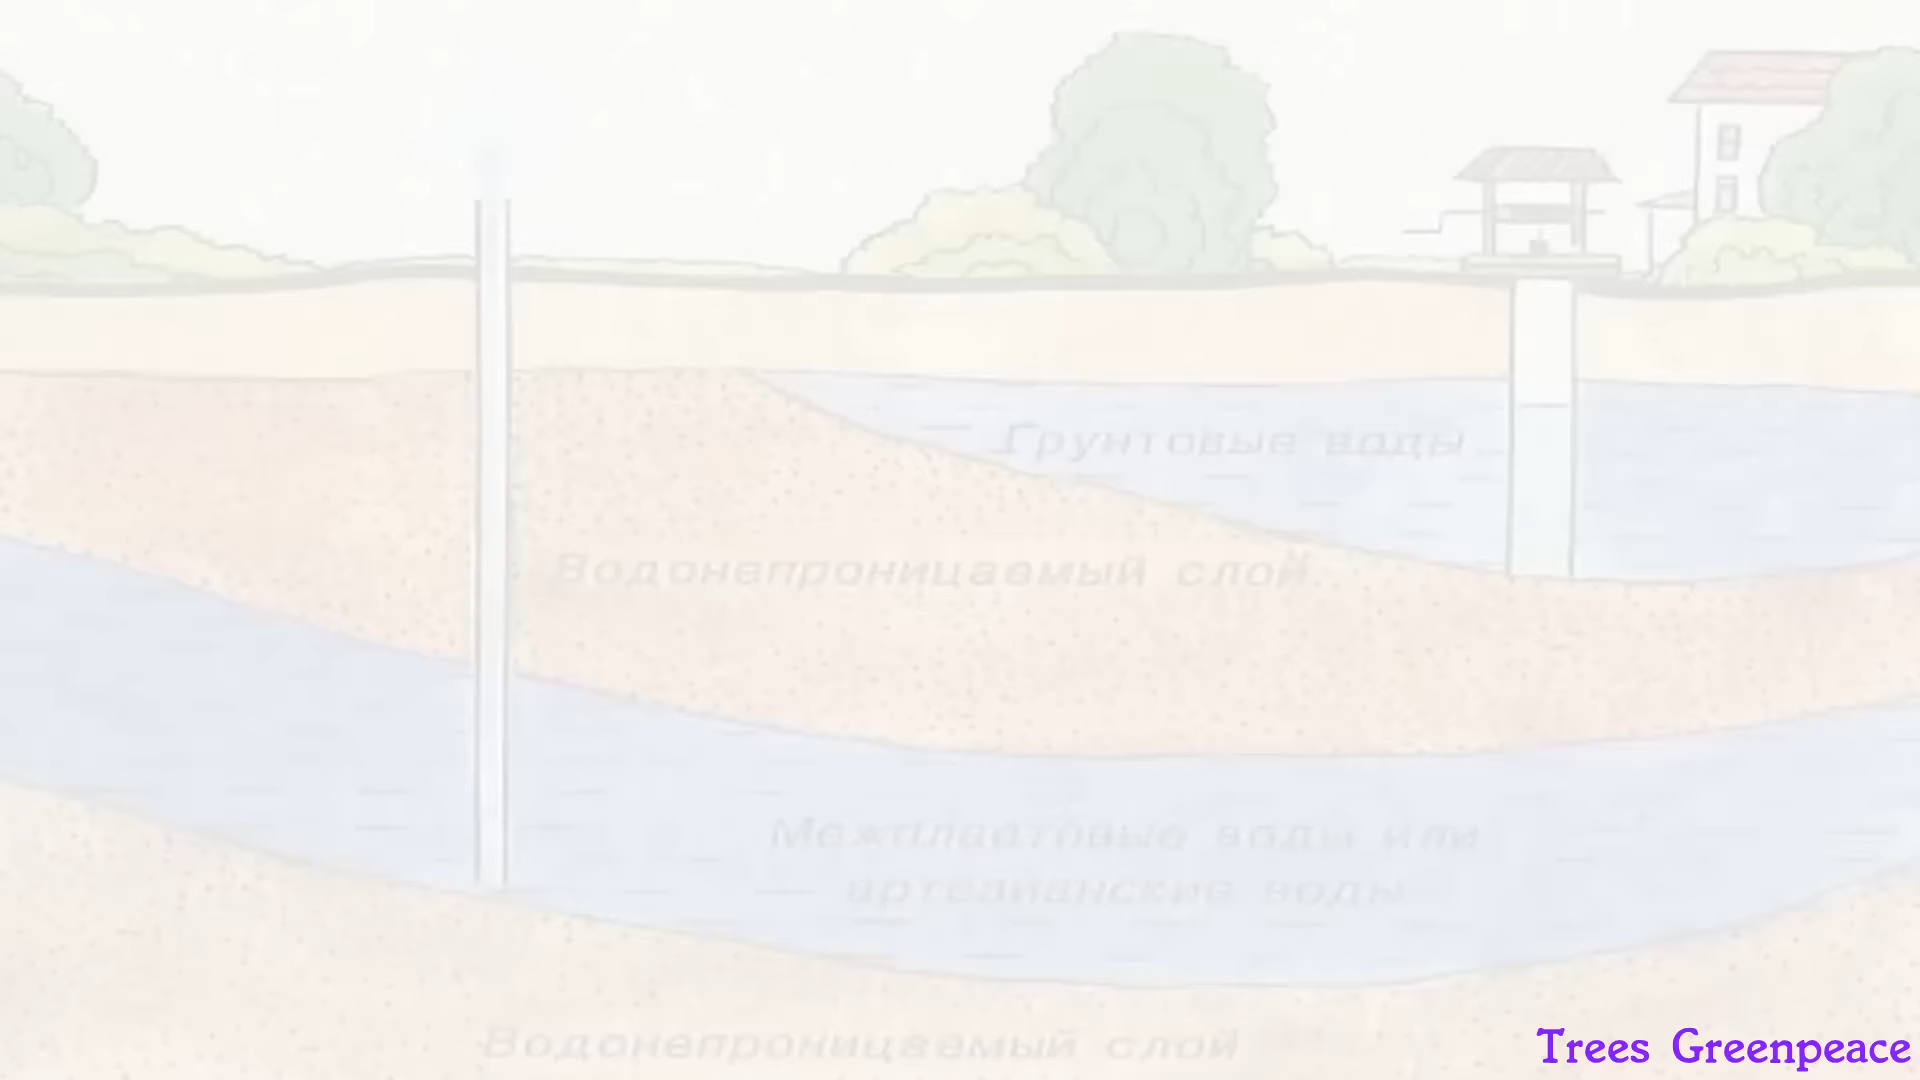 Грунтовые воды
Водонепроницаемый слой.
Межпластовые воды или
артезианские воды
Водонепроницаемый слой
Trees Greenpeace